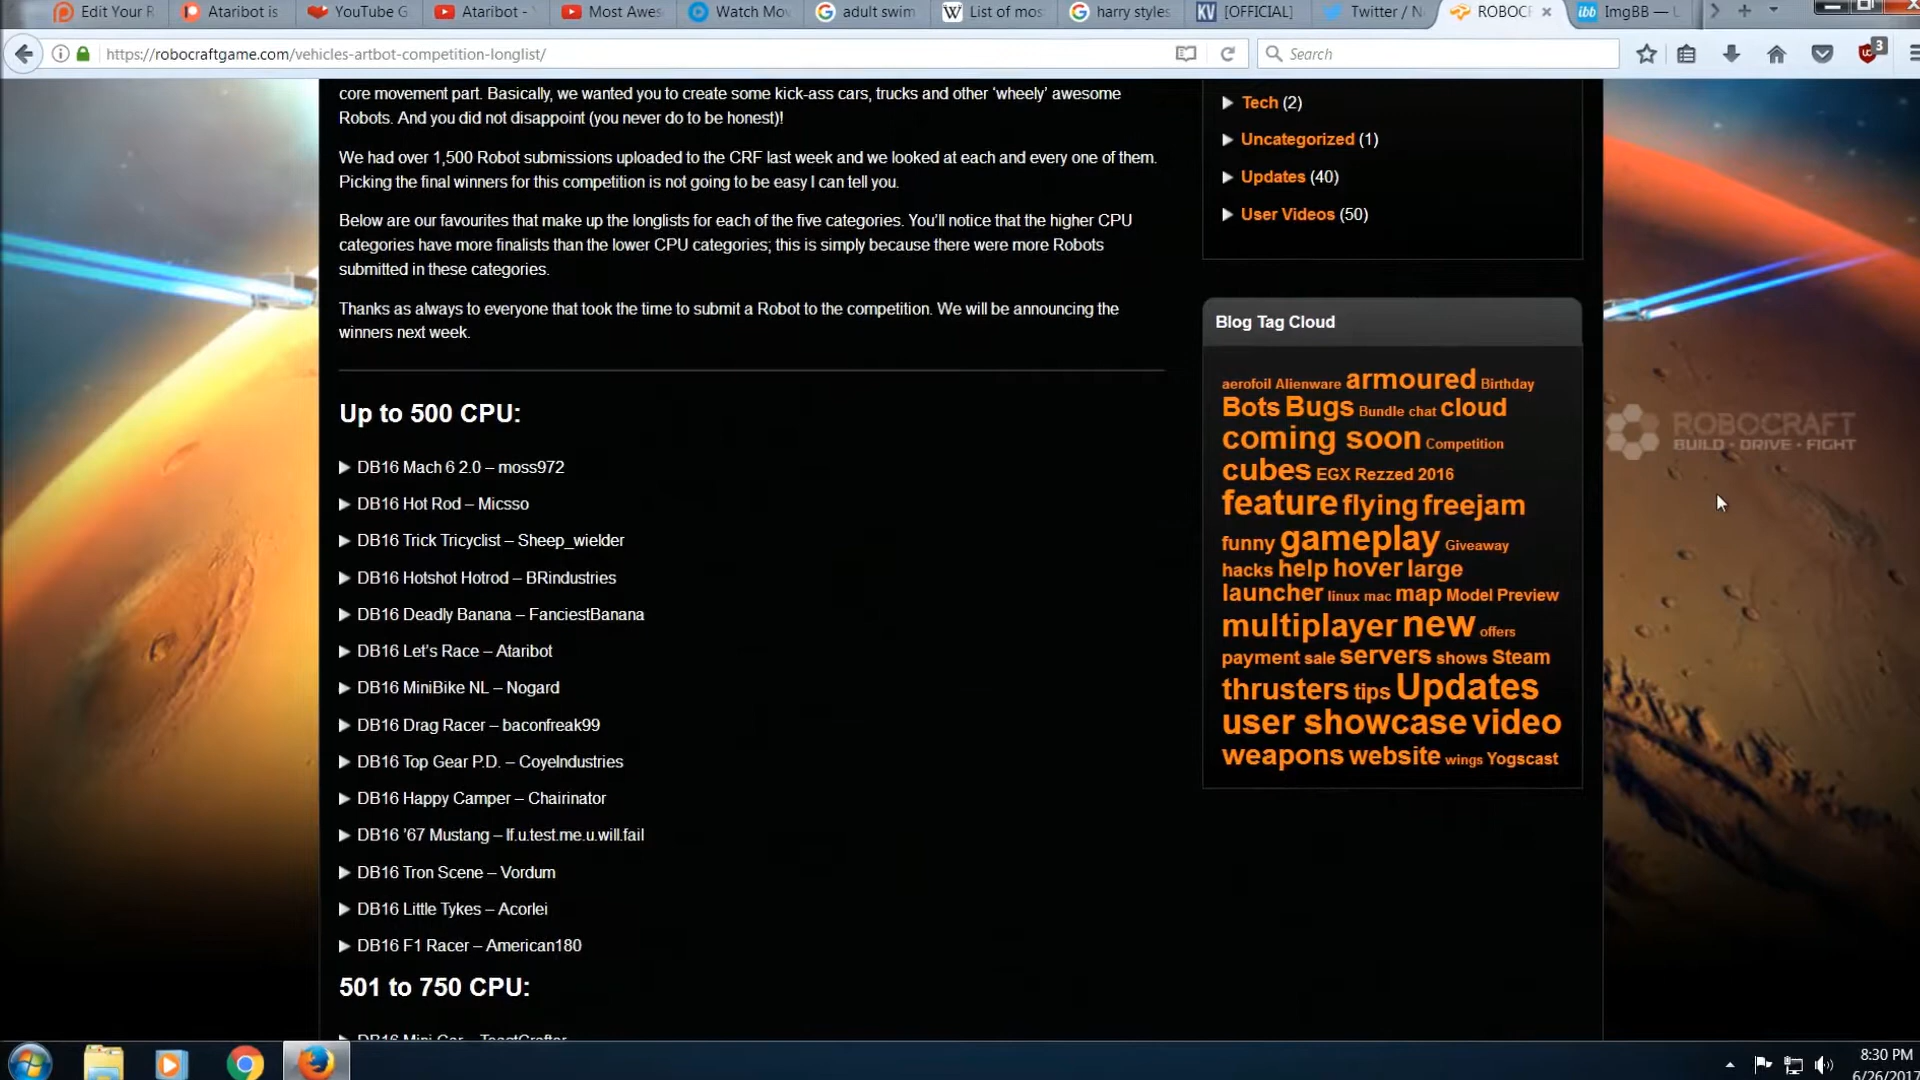 Edit Your R
Ataribot is
YouTube G
Ataribot -
Most Awes
Watch Mov
adult swim
List of mos
harry styles
[OFFICIAL]
Twitter / N
ROBOCR
ImgBB — U
https://robocraftgame.com/vehicles-artbot-competition-longlist/
Search
3
core movement part. Basically, we wanted you to create some kick-ass cars, trucks and other 'wheely' awesome
Robots. And you did not disappoint (you never do to be honest)!
We had over 1,500 Robot submissions uploaded to the CRF last week and we looked at each and every one of them.
Picking the final winners for this competition is not going to be easy I can tell you.
Below are our favourites that make up the longlists for each of the five categories. You'll notice that the higher CPU
categories have more finalists than the lower CPU categories; this is simply because there were more Robots
submitted in these categories.
Thanks as always to everyone that took the time to submit a Robot to the competition. We will be announcing the
winners next week.
Up to 500 CPU:
DB16 Mach 6 2.0 – moss972
DB16 Hot Rod – Micsso
DB16 Trick Tricyclist – Sheep_wielder
DB16 Hotshot Hotrod – BRindustries
DB16 Deadly Banana – FanciestBanana
DB16 Let's Race – Ataribot
DB16 MiniBike NL – Nogard
DB16 Drag Racer – baconfreak99
DB16 Top Gear P.D. – CoyeIndustries
DB16 Happy Camper – Chairinator
DB16 '67 Mustang – If.u.test.me.u.will.fail
DB16 Tron Scene – Vordum
DB16 Little Tykes – Acorlei
DB16 F1 Racer – American180
501 to 750 CPU:
DB16 Mini Car – ToastCrafter
Tech (2)
Uncategorized (1)
Updates (40)
User Videos (50)
Blog Tag Cloud
aerofoil Alienware armoured Birthday
Bots Bugs Bundle chat cloud
coming soon Competition
cubes EGX Rezzed 2016
feature flying freejam
funny gameplay Giveaway
hacks help hover large
launcher linux mac map Model Preview
multiplayer new offers
payment sale servers shows Steam
thrusters tips Updates
user showcase video
weapons website wings Yogscast
ROBOCRAFT
BUILD • DRIVE • FIGHT
8:30 PM
6/26/2017